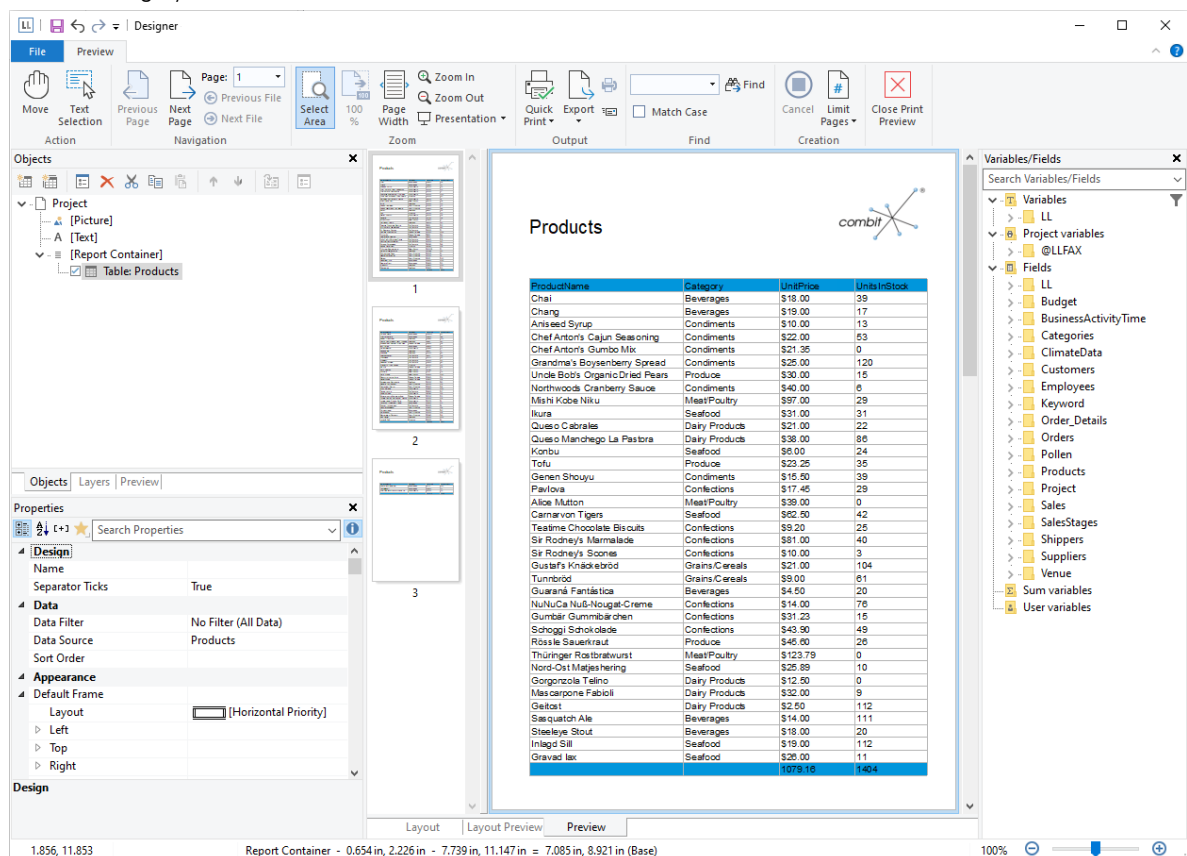 LL Designer
File Preview
Move
Text Selection
Action
Previous Page
Next Page
Page: 1
Previous File
Next File
Navigation
Select Area
100 %
Page Width
Zoom In
Zoom Out
Presentation
Zoom
Quick Print
Export
Output
Find
Match Case
Find
Cancel
Limit Pages
Creation
Close Print Preview
Objects
Project
[Picture]
A [Text]
[Report Container]
Table: Products
Objects Layers Preview
Properties
Search Properties
Design
Name
Separator Ticks True
Data
Data Filter No Filter (All Data)
Data Source Products
Sort Order
Appearance
Default Frame
Layout [Horizontal Priority]
Left
Top
Right
Design
1
2
3
Products
combit
ProductName Category UnitPrice UnitsInStock
Chai Beverages $18.00 39
Chang Beverages $19.00 17
Aniseed Syrup Condiments $10.00 13
Chef Anton's Cajun Seasoning Condiments $22.00 53
Chef Anton's Gumbo Mix Condiments $21.35 0
Grandma's Boysenberry Spread Condiments $25.00 120
Uncle Bob's Organic Dried Pears Produce $30.00 15
Northwoods Cranberry Sauce Condiments $40.00 6
Mishi Kobe Niku Meat/Poultry $97.00 29
Ikura Seafood $31.00 31
Queso Cabrales Dairy Products $21.00 22
Queso Manchego La Pastora Dairy Products $38.00 86
Konbu Seafood $6.00 24
Tofu Produce $23.25 35
Genen Shouyu Condiments $15.50 39
Pavlova Confections $17.45 29
Alice Mutton Meat/Poultry $39.00 0
Carnarvon Tigers Seafood $62.50 42
Teatime Chocolate Biscuits Confections $9.20 25
Sir Rodney's Marmalade Confections $81.00 40
Sir Rodney's Scones Confections $10.00 3
Gustaf's Knäckebröd Grains/Cereals $21.00 104
Tunnbröd Grains/Cereals $9.00 61
Guaraná Fantástica Beverages $4.50 20
NuNuCa Nuß-Nougat-Creme Confections $14.00 76
Gumbär Gummibärchen Confections $31.23 15
Schoggi Schokolade Confections $43.90 49
Rössle Sauerkraut Produce $45.60 26
Thüringer Rostbratwurst Meat/Poultry $123.79 0
Nord-Ost Matjeshering Seafood $25.89 10
Gorgonzola Telino Dairy Products $12.50 0
Mascarpone Fabioli Dairy Products $32.00 9
Geitost Dairy Products $2.50 112
Sasquatch Ale Beverages $14.00 111
Steeleye Stout Beverages $18.00 20
Inlagd Sill Seafood $19.00 112
Gravad lax Seafood $26.00 11
1079.16 1404
Layout Layout Preview Preview
Variables/Fields
Search Variables/Fields
Variables
LL
Project variables
@LLFAX
Fields
LL
Budget
BusinessActivityTime
Categories
ClimateData
Customers
Employees
Keyword
Order_Details
Orders
Pollen
Products
Project
Sales
SalesStages
Shippers
Suppliers
Venue
Sum variables
User variables
1.856, 11.853 Report Container - 0.654 in, 2.226 in - 7.739 in, 11.147 in = 7.085 in, 8.921 in (Base) 100%